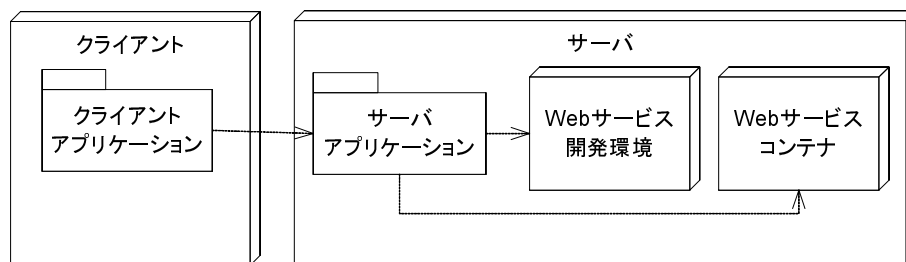 クライアント
クライアント
アプリケーション
サーバ
サーバ
アプリケーション
Webサービス
開発環境
Webサービス
コンテナ